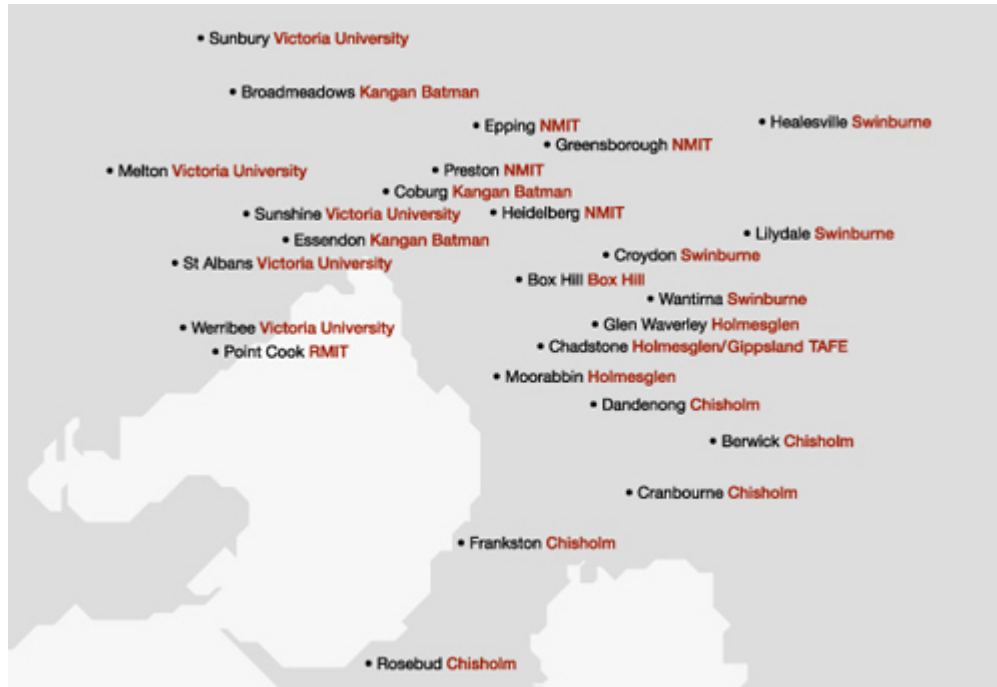 • Sunbury Victoria University
• Broadmeadows Kangan Batman
• Epping NMIT
• Healesville Swinburne
• Greensborough NMIT
• Melton Victoria University
• Preston NMIT
• Coburg Kangan Batman
• Sunshine Victoria University
• Heidelberg NMIT
• Lilydale Swinburne
• Essendon Kangan Batman
• Croydon Swinburne
• St Albans Victoria University
• Box Hill Box Hill
• Wantirna Swinburne
• Glen Waverley Holmesglen
• Werribee Victoria University
• Chadstone Holmesglen/Gippsland TAFE
• Point Cook RMIT
• Moorabbin Holmesglen
• Dandenong Chisholm
• Berwick Chisholm
• Cranbourne Chisholm
• Frankston Chisholm
• Rosebud Chisholm